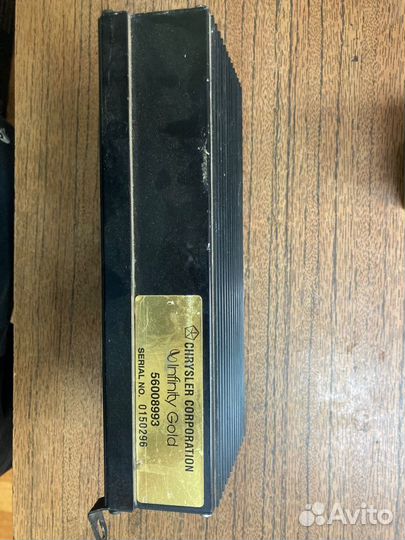 CHRYSLER CORPORATION
Infinity Gold
56008993
SERIAL NO. 0150296
Avito